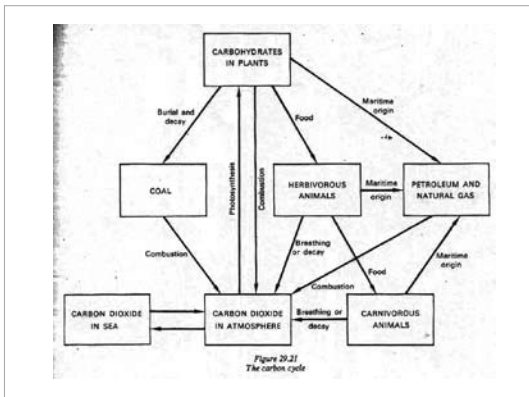 CARBOHYDRATES
IN PLANTS
Burial and
decay
Photosynthesis
Combustion
Food
Maritime
origin
COAL
HERBIVOROUS
ANIMALS
Maritime
origin
PETROLEUM AND
NATURAL GAS
Combustion
Breathing
or decay
Food
Combustion
Maritime
origin
CARBON DIOXIDE
IN SEA
CARBON DIOXIDE
IN ATMOSPHERE
Breathing or
decay
CARNIVOROUS
ANIMALS
Figure 29.21
The carbon cycle